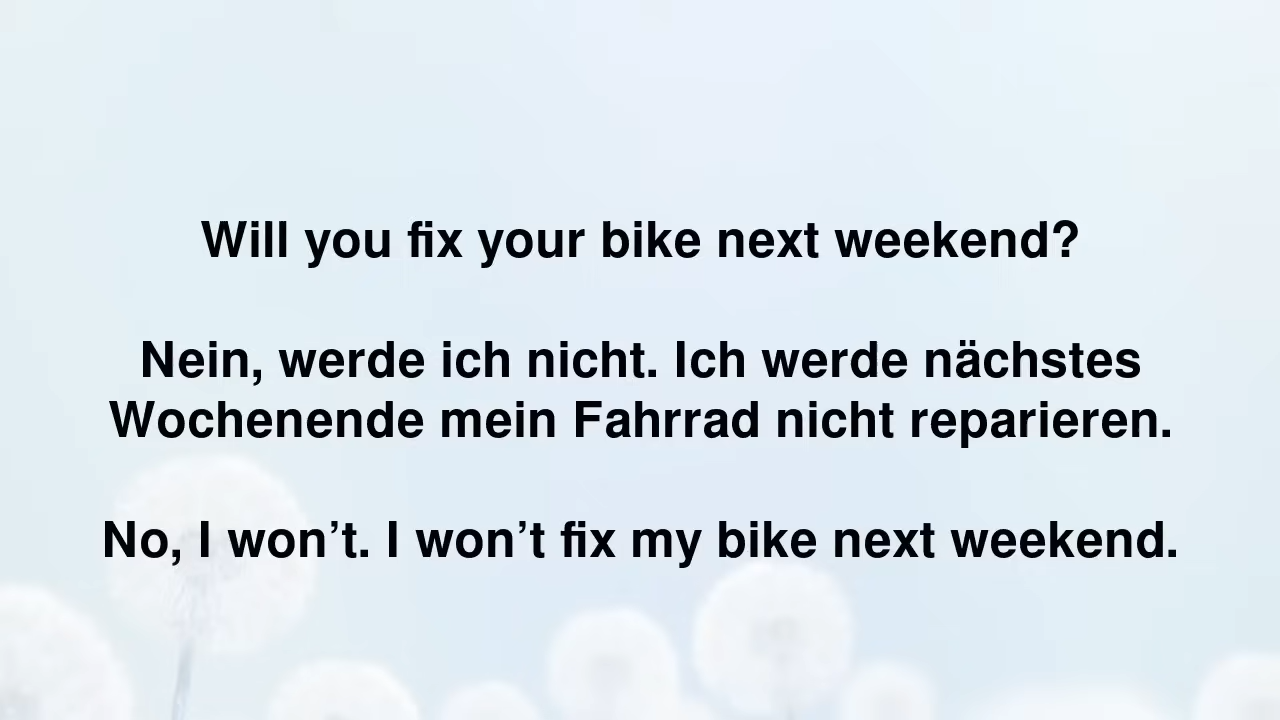 Will you fix your bike next weekend?
Nein, werde ich nicht. Ich werde nächstes
Wochenende mein Fahrrad nicht reparieren.
No, I won’t. I won’t fix my bike next weekend.